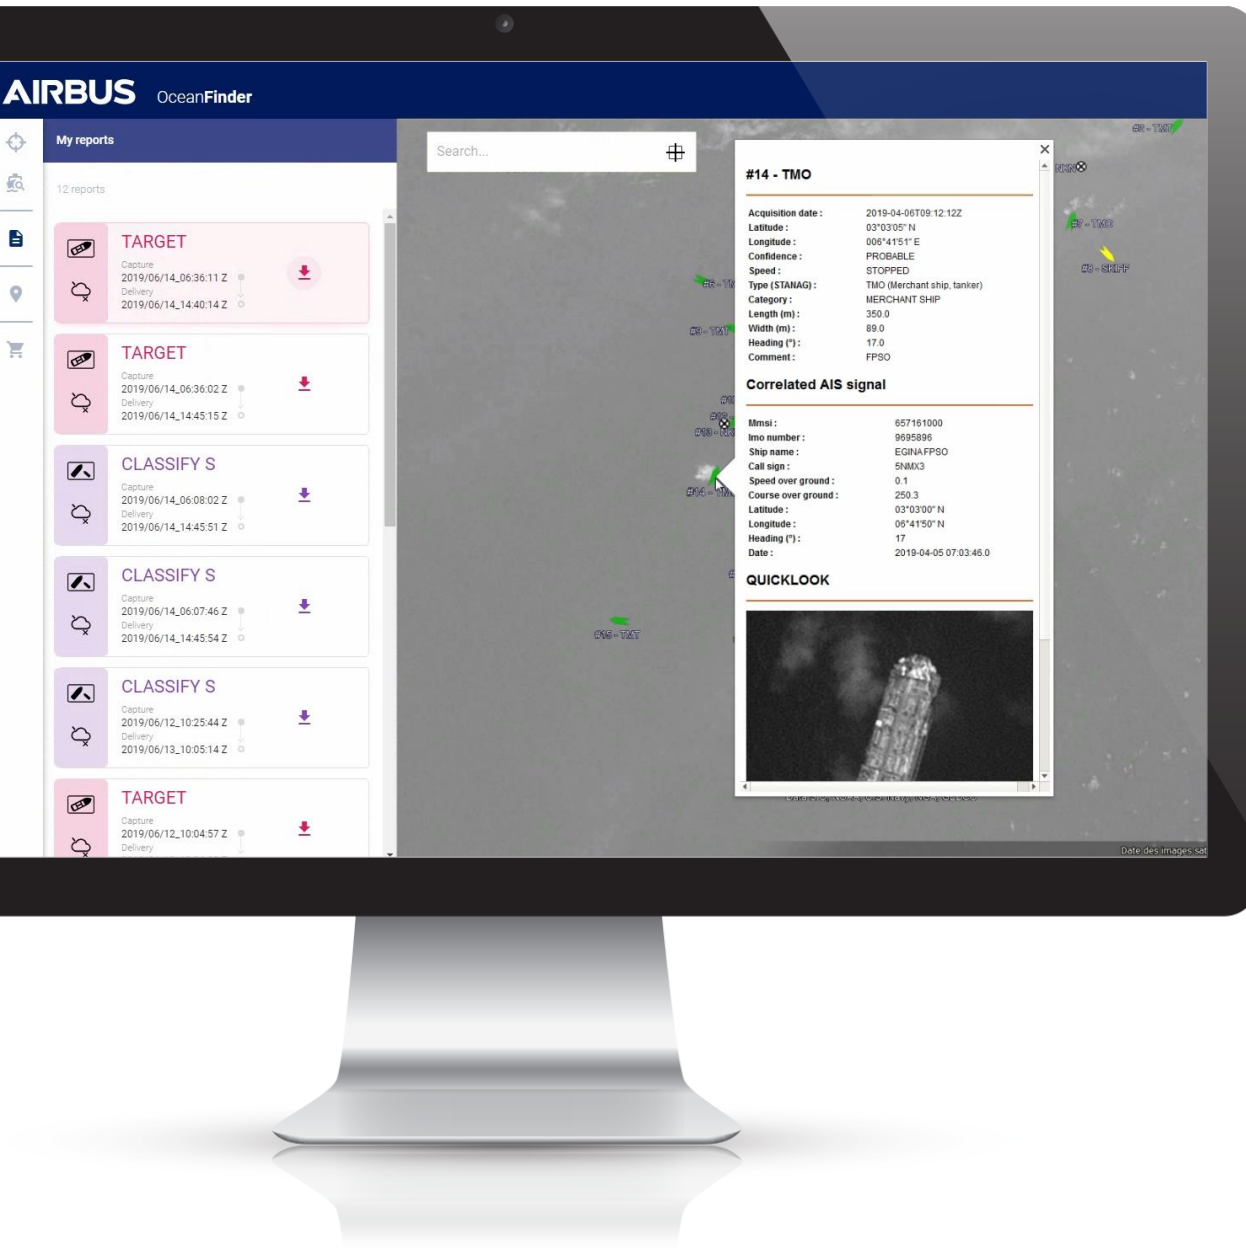 AIRBUS OceanFinder
My reports
12 reports
TARGET
Capture
2019/06/14_06:36:11 Z
Delivery
2019/06/14_14:40:14 Z
TARGET
Capture
2019/06/14_06:36:02 Z
Delivery
2019/06/14_14:45:15 Z
CLASSIFY S
Capture
2019/06/14_06:08:02 Z
Delivery
2019/06/14_14:45:51 Z
CLASSIFY S
Capture
2019/06/14_06:07:46 Z
Delivery
2019/06/14_14:45:54 Z
CLASSIFY S
Capture
2019/06/12_10:25:44 Z
Delivery
2019/06/13_10:05:14 Z
TARGET
Capture
2019/06/12_10:04:57 Z
Delivery
Search...
#7 - TMO
#8 - SKIFF
#15 - TMT
#14 - TMO
Acquisition date : 2019-04-06T09:12:12Z
Latitude : 03°03'05" N
Longitude : 006°41'51" E
Confidence : PROBABLE
Speed : STOPPED
Type (STANAG) : TMO (Merchant ship, tanker)
Category : MERCHANT SHIP
Length (m) : 350.0
Width (m) : 89.0
Heading (°) : 17.0
Comment : FPSO
Correlated AIS signal
Mmsi : 657161000
Imo number : 9695896
Ship name : EGINA FPSO
Call sign : 5NMX3
Speed over ground : 0.1
Course over ground : 250.3
Latitude : 03°03'00" N
Longitude : 06°41'50" N
Heading (°) : 17
Date : 2019-04-05 07:03:46.0
QUICKLOOK
Date des images sat